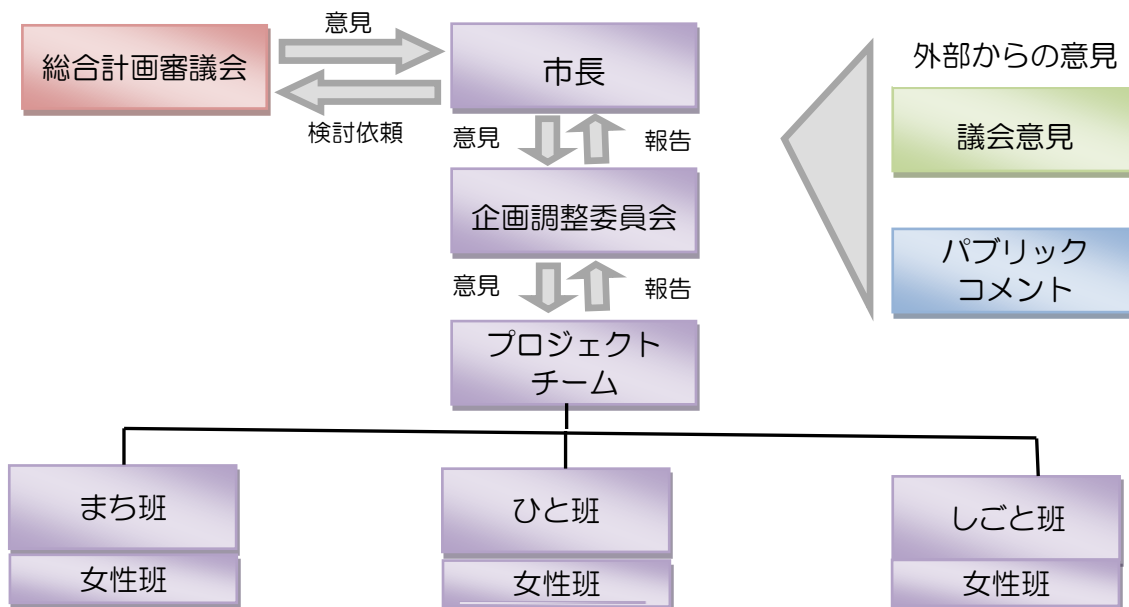 意見
総合計画審議会
市長
外部からの意見
検討依頼
意見
報告
議会意見
企画調整委員会
意見
報告
パブリック
コメント
プロジェクト
チーム
まち班
ひと班
しごと班
女性班
女性班
女性班